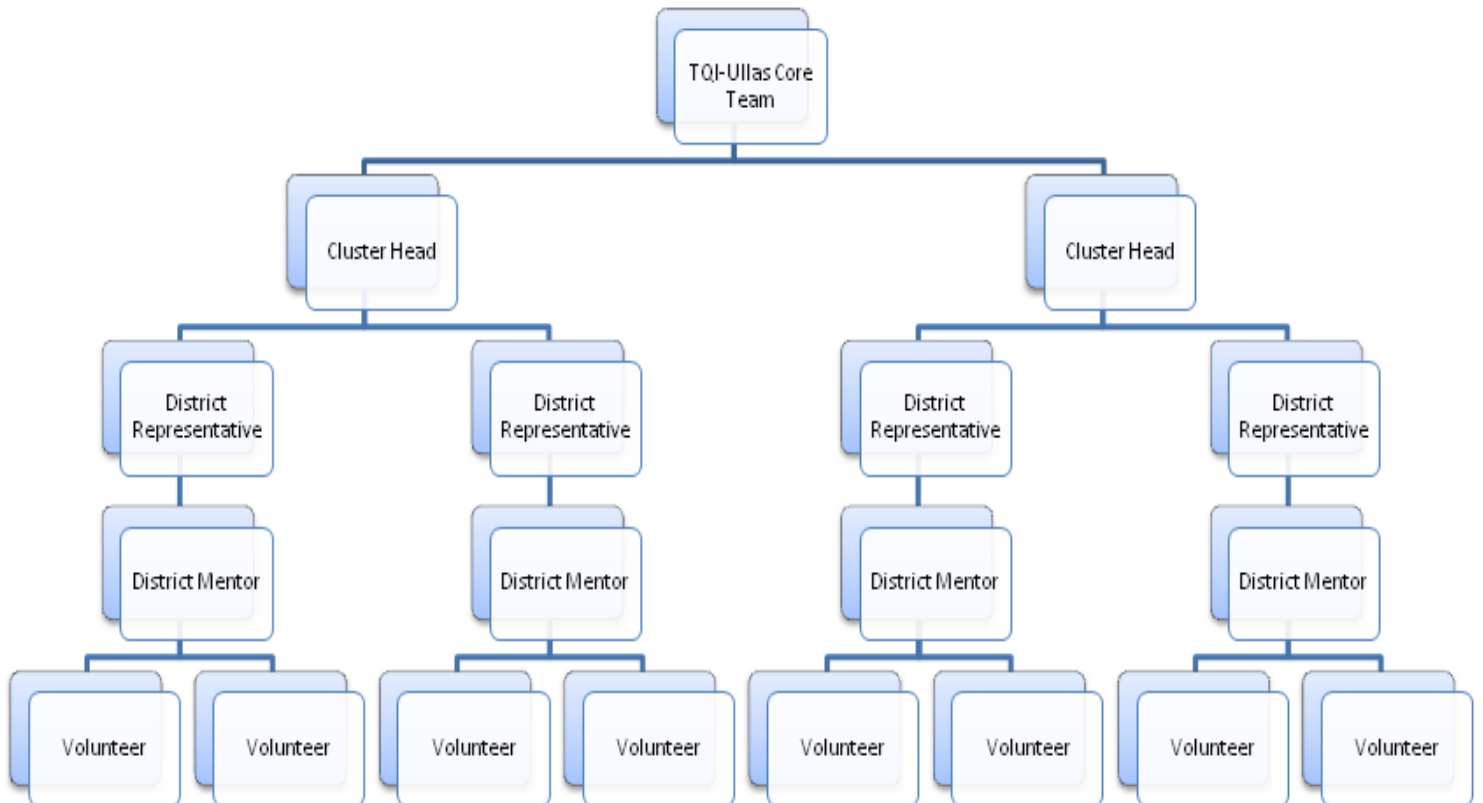 TQI-Ullas Core
Team
Cluster Head
Cluster Head
District
Representative
District
Representative
District
Representative
District
Representative
District Mentor
District Mentor
District Mentor
District Mentor
Volunteer
Volunteer
Volunteer
Volunteer
Volunteer
Volunteer
Volunteer
Volunteer